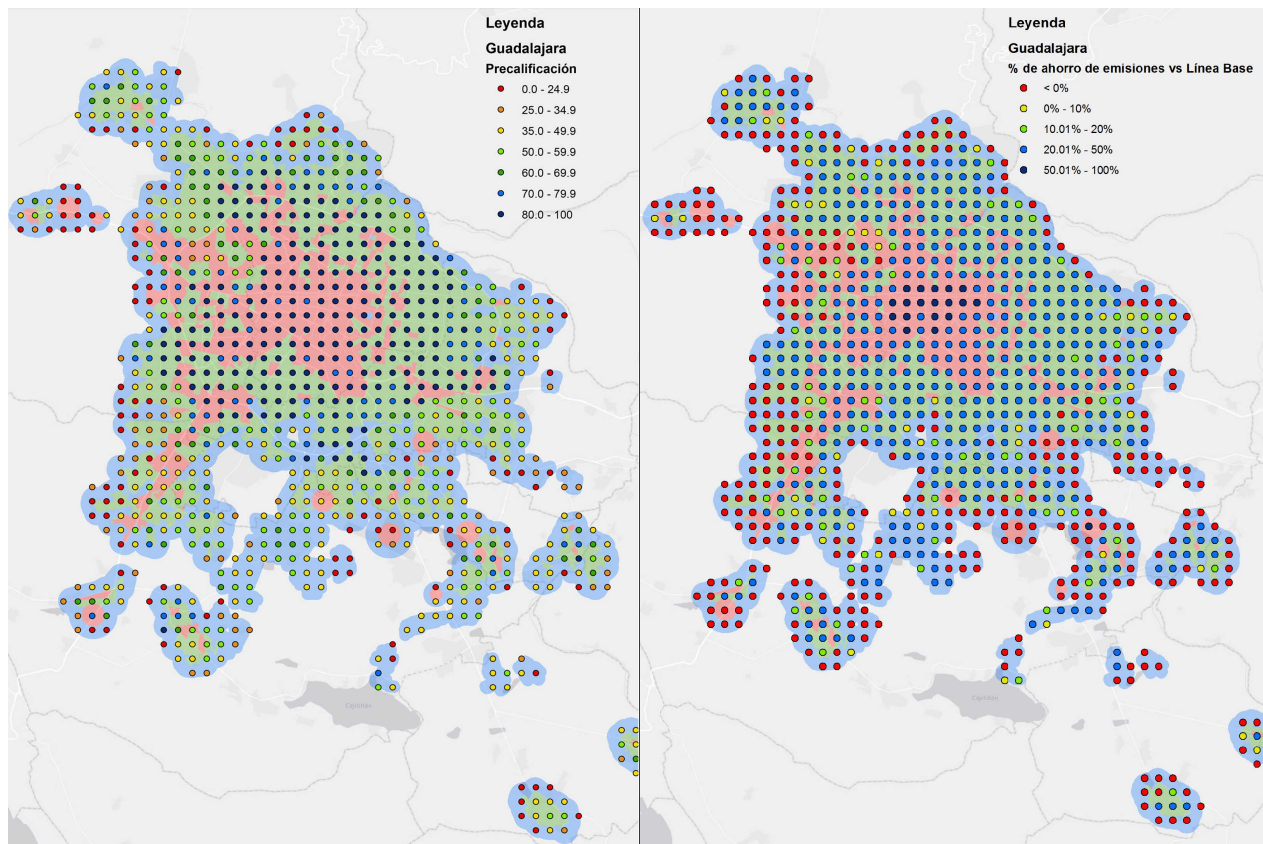 Leyenda
Guadalajara
Precalificación
0.0 - 24.9
25.0 - 34.9
35.0 - 49.9
50.0 - 59.9
60.0 - 69.9
70.0 - 79.9
80.0 - 100
Leyenda
Guadalajara
% de ahorro de emisiones vs Línea Base
< 0%
0% - 10%
10.01% - 20%
20.01% - 50%
50.01% - 100%
Cajititlán
Cajititlán